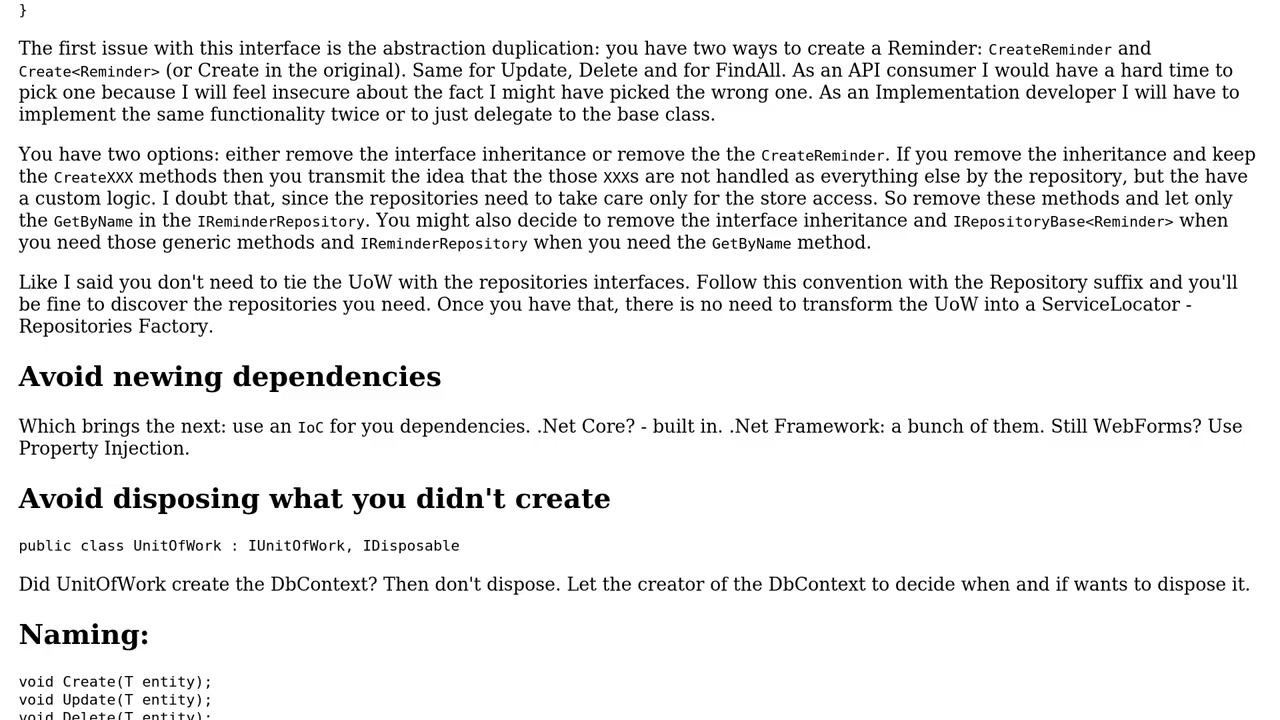 }
The first issue with this interface is the abstraction duplication: you have two ways to create a Reminder: CreateReminder and
Create<Reminder> (or Create in the original). Same for Update, Delete and for FindAll. As an API consumer I would have a hard time to
pick one because I will feel insecure about the fact I might have picked the wrong one. As an Implementation developer I will have to
implement the same functionality twice or to just delegate to the base class.
You have two options: either remove the interface inheritance or remove the the CreateReminder. If you remove the inheritance and keep
the CreateXXX methods then you transmit the idea that the those XXXs are not handled as everything else by the repository, but the have
a custom logic. I doubt that, since the repositories need to take care only for the store access. So remove these methods and let only
the GetByName in the IReminderRepository. You might also decide to remove the interface inheritance and IRepositoryBase<Reminder> when
you need those generic methods and IReminderRepository when you need the GetByName method.
Like I said you don't need to tie the UoW with the repositories interfaces. Follow this convention with the Repository suffix and you'll
be fine to discover the repositories you need. Once you have that, there is no need to transform the UoW into a ServiceLocator -
Repositories Factory.
Avoid newing dependencies
Which brings the next: use an IoC for you dependencies. .Net Core? - built in. .Net Framework: a bunch of them. Still WebForms? Use
Property Injection.
Avoid disposing what you didn't create
public class UnitOfWork : IUnitOfWork, IDisposable
Did UnitOfWork create the DbContext? Then don't dispose. Let the creator of the DbContext to decide when and if wants to dispose it.
Naming:
void Create(T entity);
void Update(T entity);
void Delete(T entity);